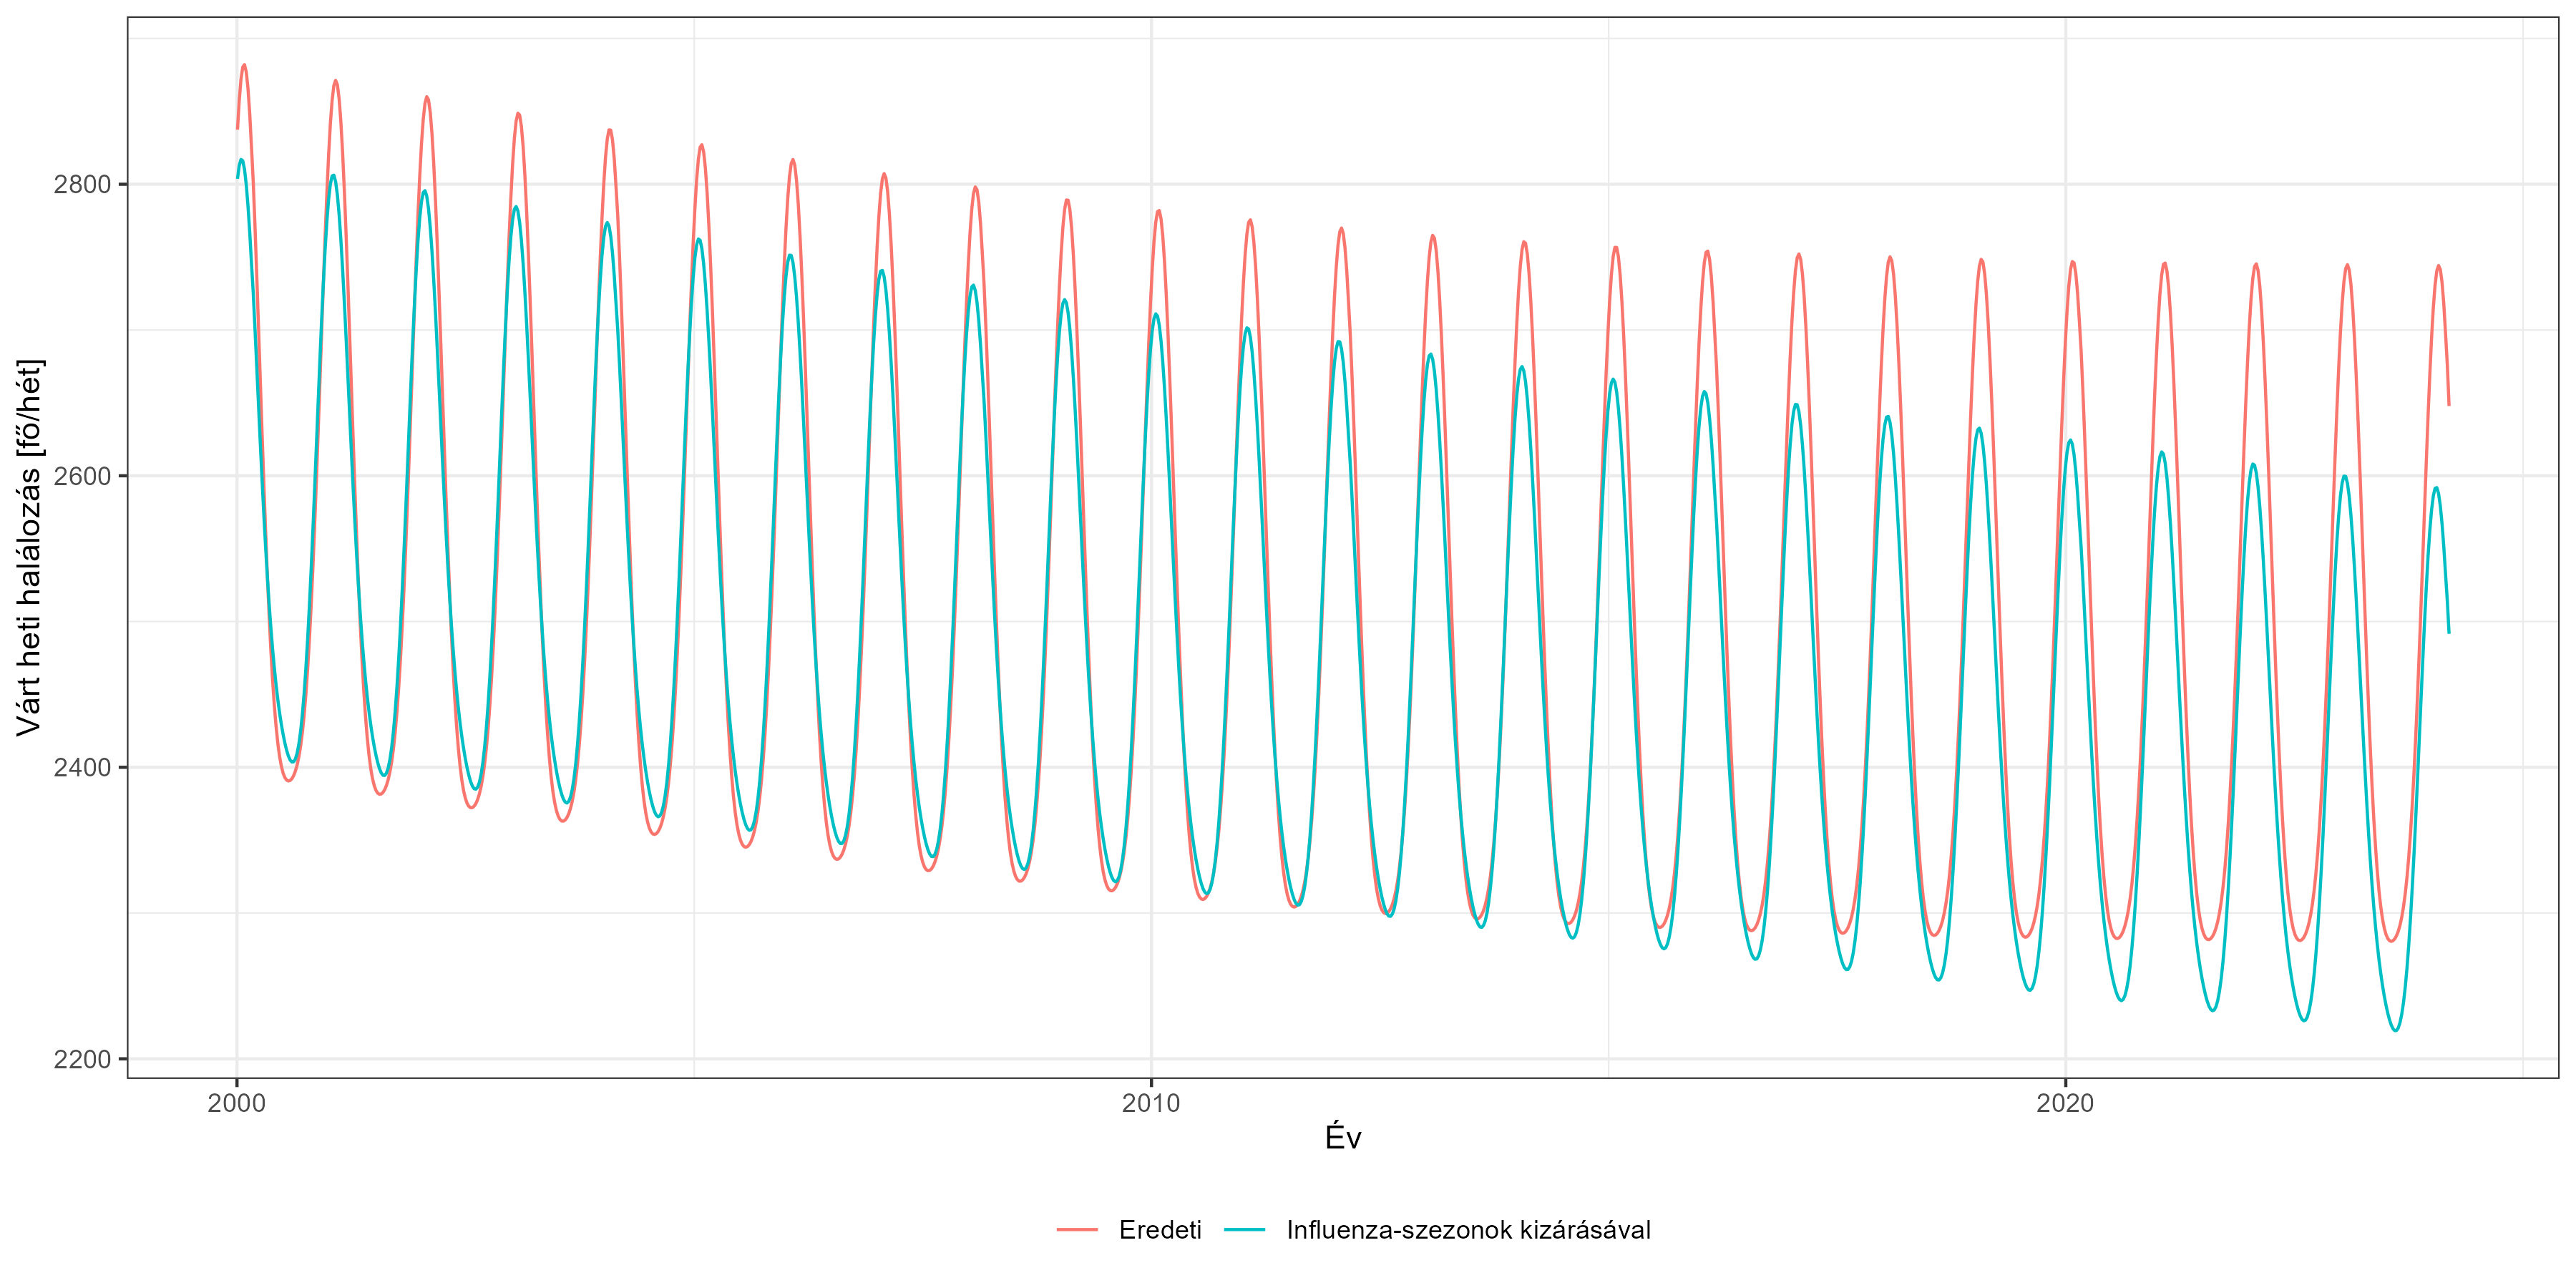 Várt heti halálozás [fő/hét]
2800
2600
2400
2200
2000 2010 2020
Év
Eredeti Influenza-szezonok kizárásával